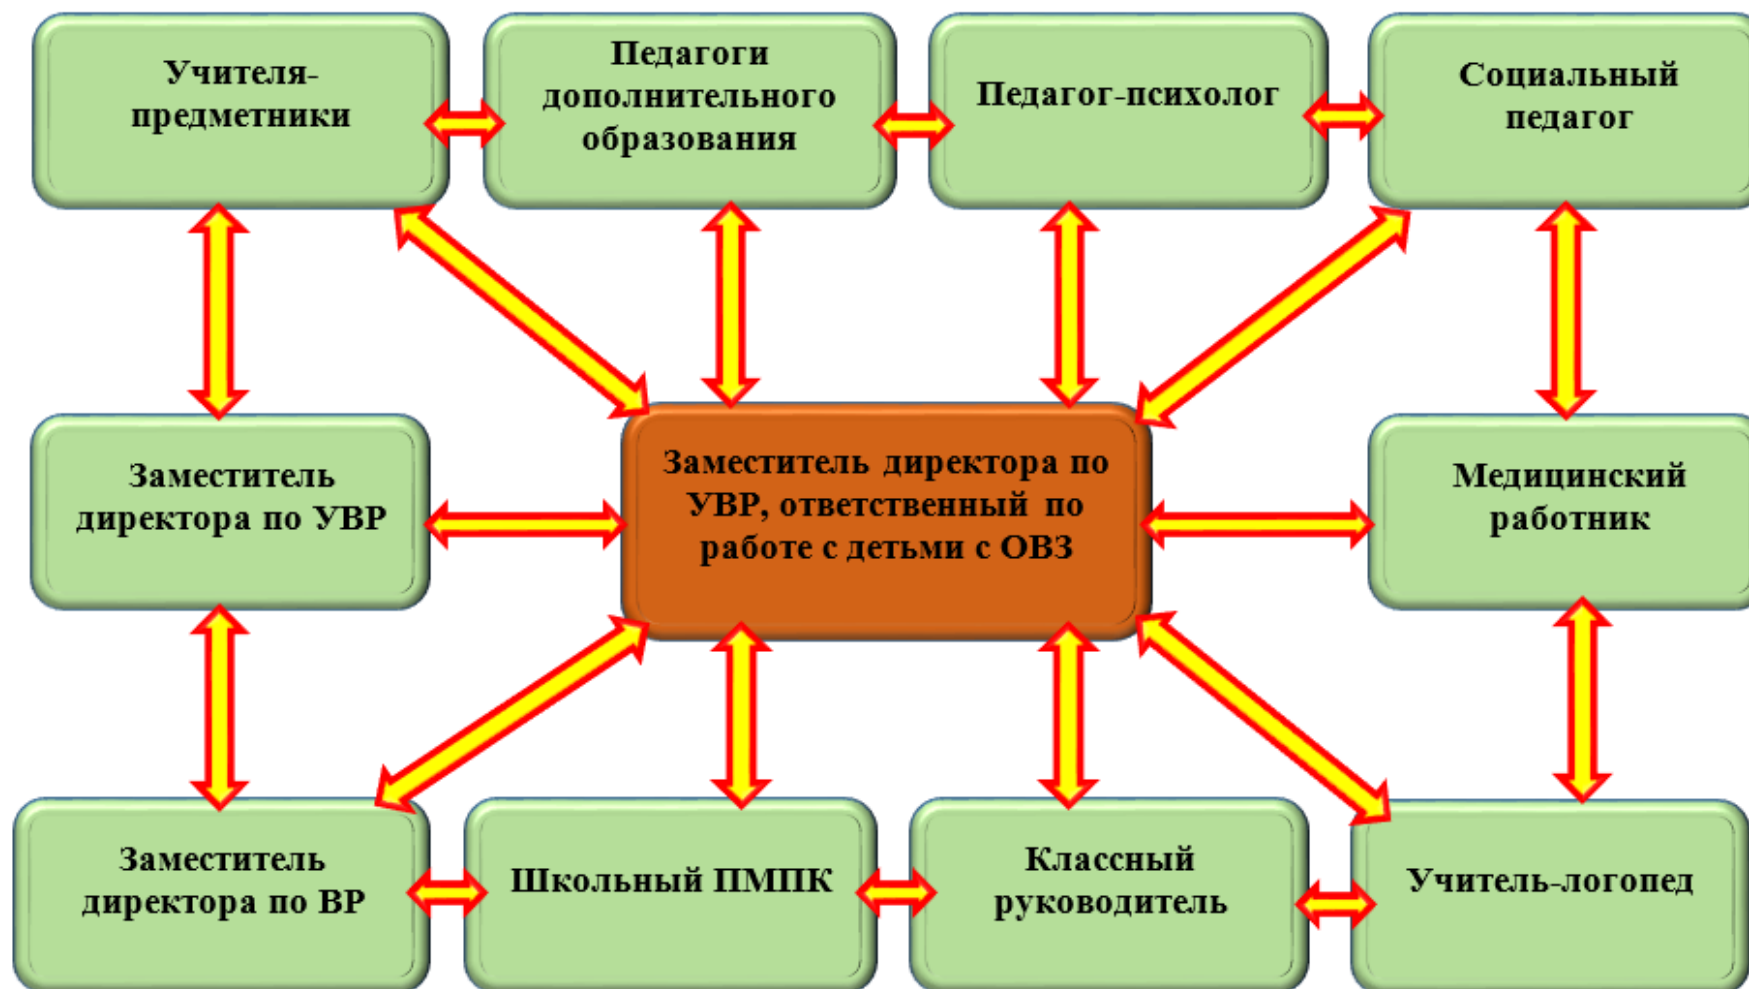 Учителя-
предметники
Педагоги
дополнительного
образования
Педагог-психолог
Социальный
педагог
Заместитель
директора по УВР
Заместитель директора по
УВР, ответственный по
работе с детьми с ОВЗ
Медицинский
работник
Заместитель
директора по ВР
Школьный ПМПК
Классный
руководитель
Учитель-логопед